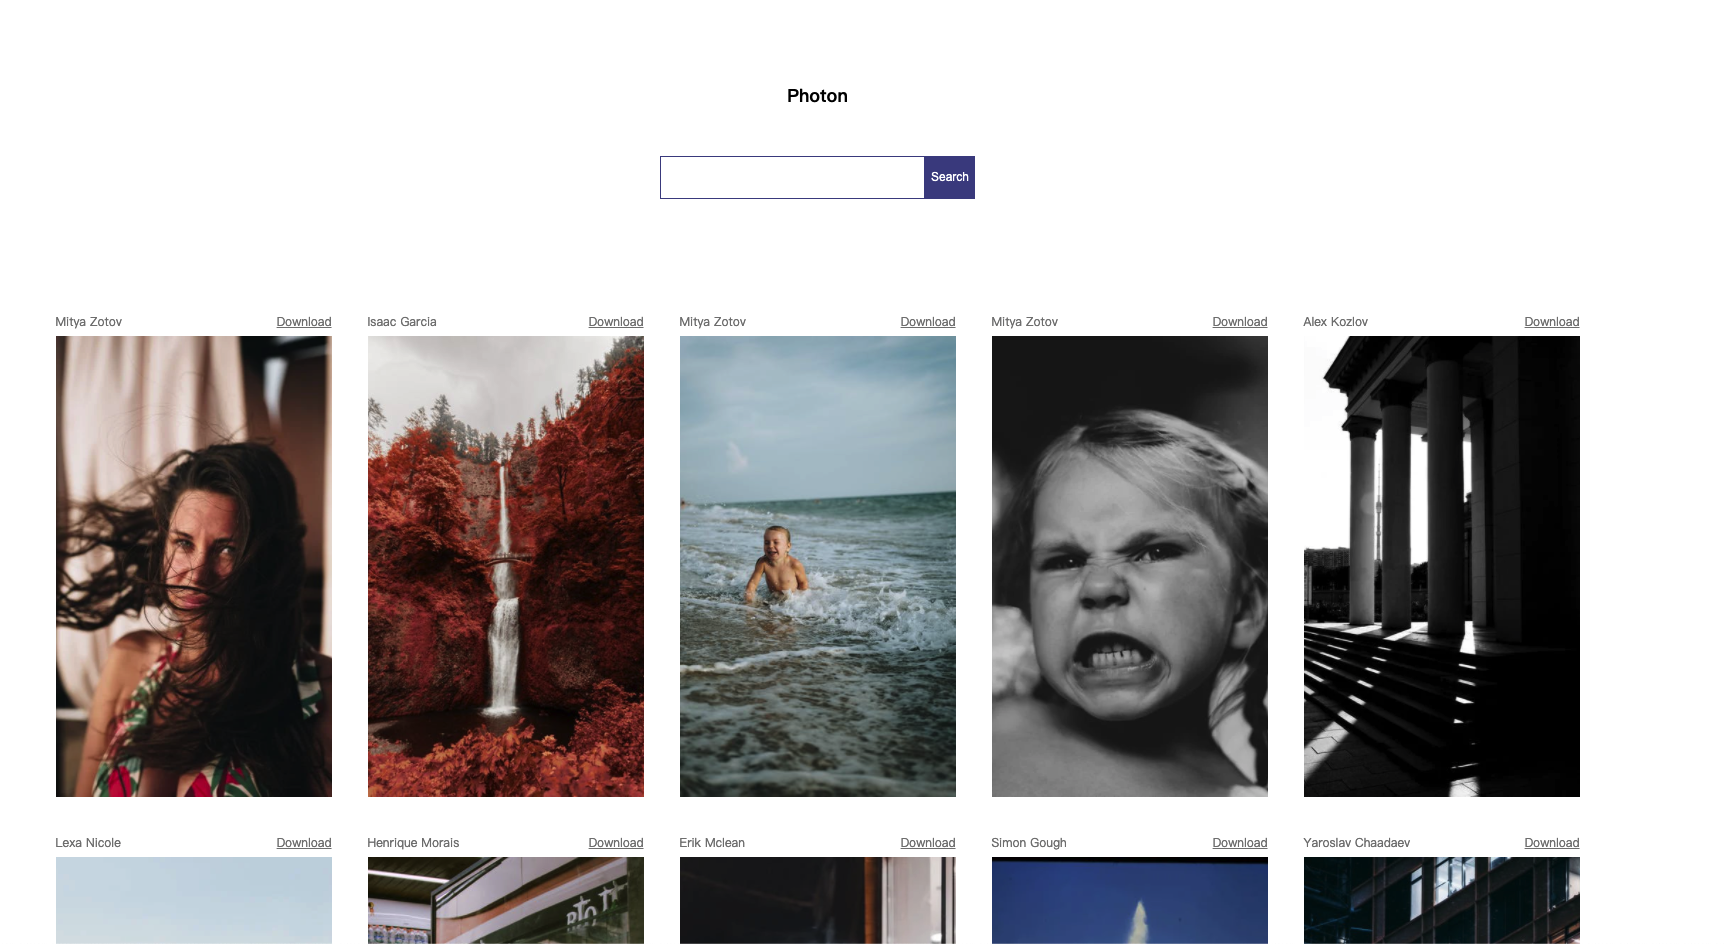 Photon
Search
Mitya Zotov Download
Isaac Garcia Download
Mitya Zotov Download
Mitya Zotov Download
Alex Kozlov Download
Lexa Nicole Download
Henrique Morais Download
Erik Mclean Download
Simon Gough Download
Yaroslav Chaadaev Download